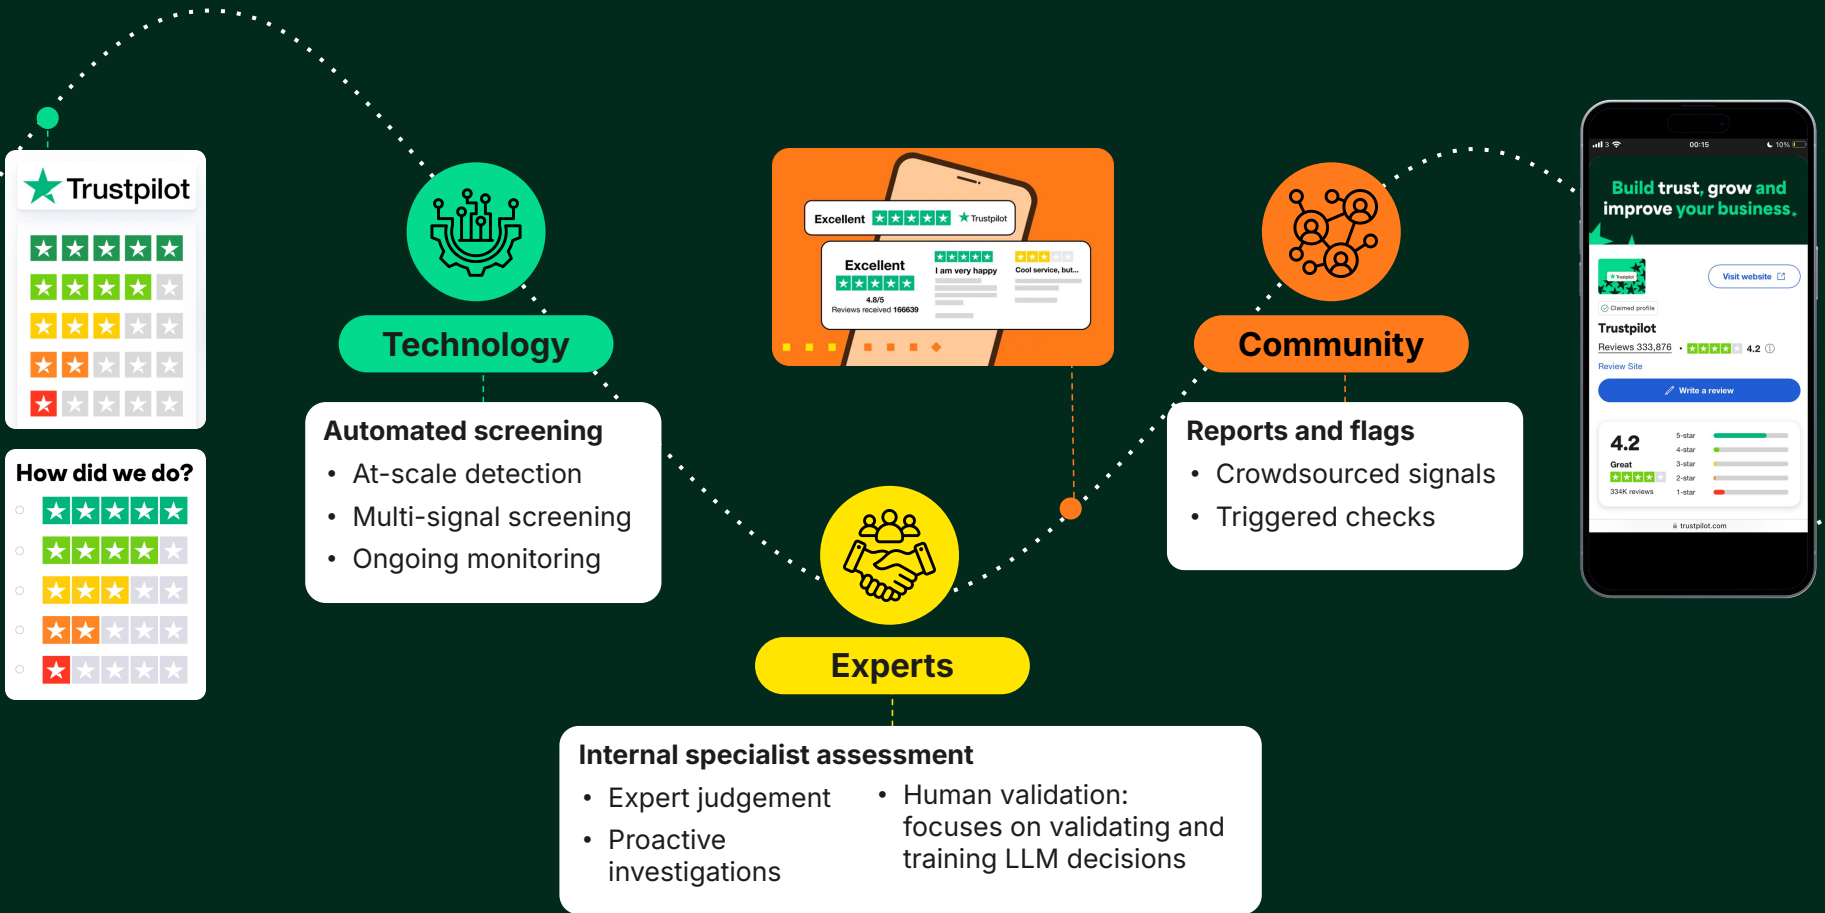 Trustpilot
How did we do?
Technology
Automated screening
• At-scale detection
• Multi-signal screening
• Ongoing monitoring
Excellent Trustpilot
Excellent
4.8/5
Reviews received 166639
I am very happy
Cool service, but...
Experts
Internal specialist assessment
• Expert judgement
• Proactive
investigations
• Human validation:
focuses on validating and
training LLM decisions
Community
Reports and flags
• Crowdsourced signals
• Triggered checks
3 00:15 10%
Build trust, grow and
improve your business.
Trustpilot
Visit website
Claimed profile
Trustpilot
Reviews 333,876 • 4.2
Review Site
Write a review
4.2
Great
334K reviews
5-star
4-star
3-star
2-star
1-star
trustpilot.com